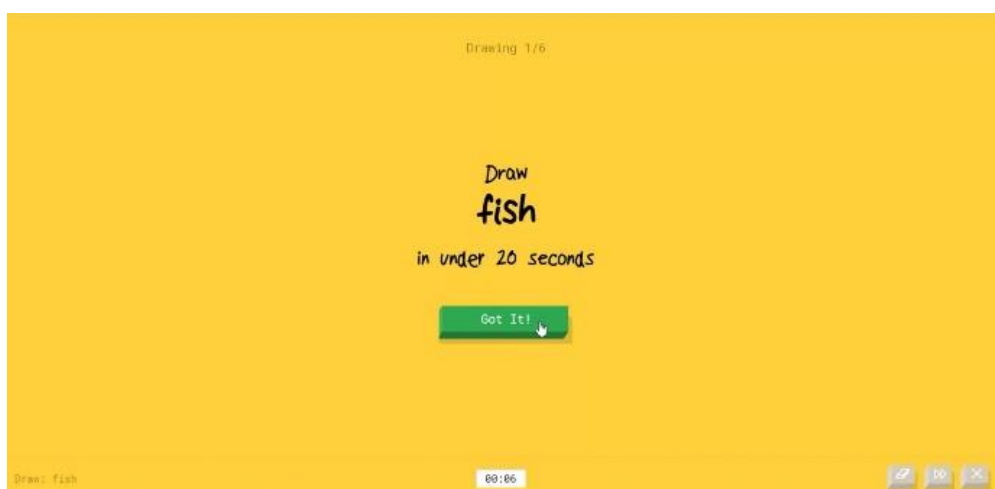 Drawing 1/6
Draw
fish
in under 20 seconds
Got It!
Draw: fish
00:06